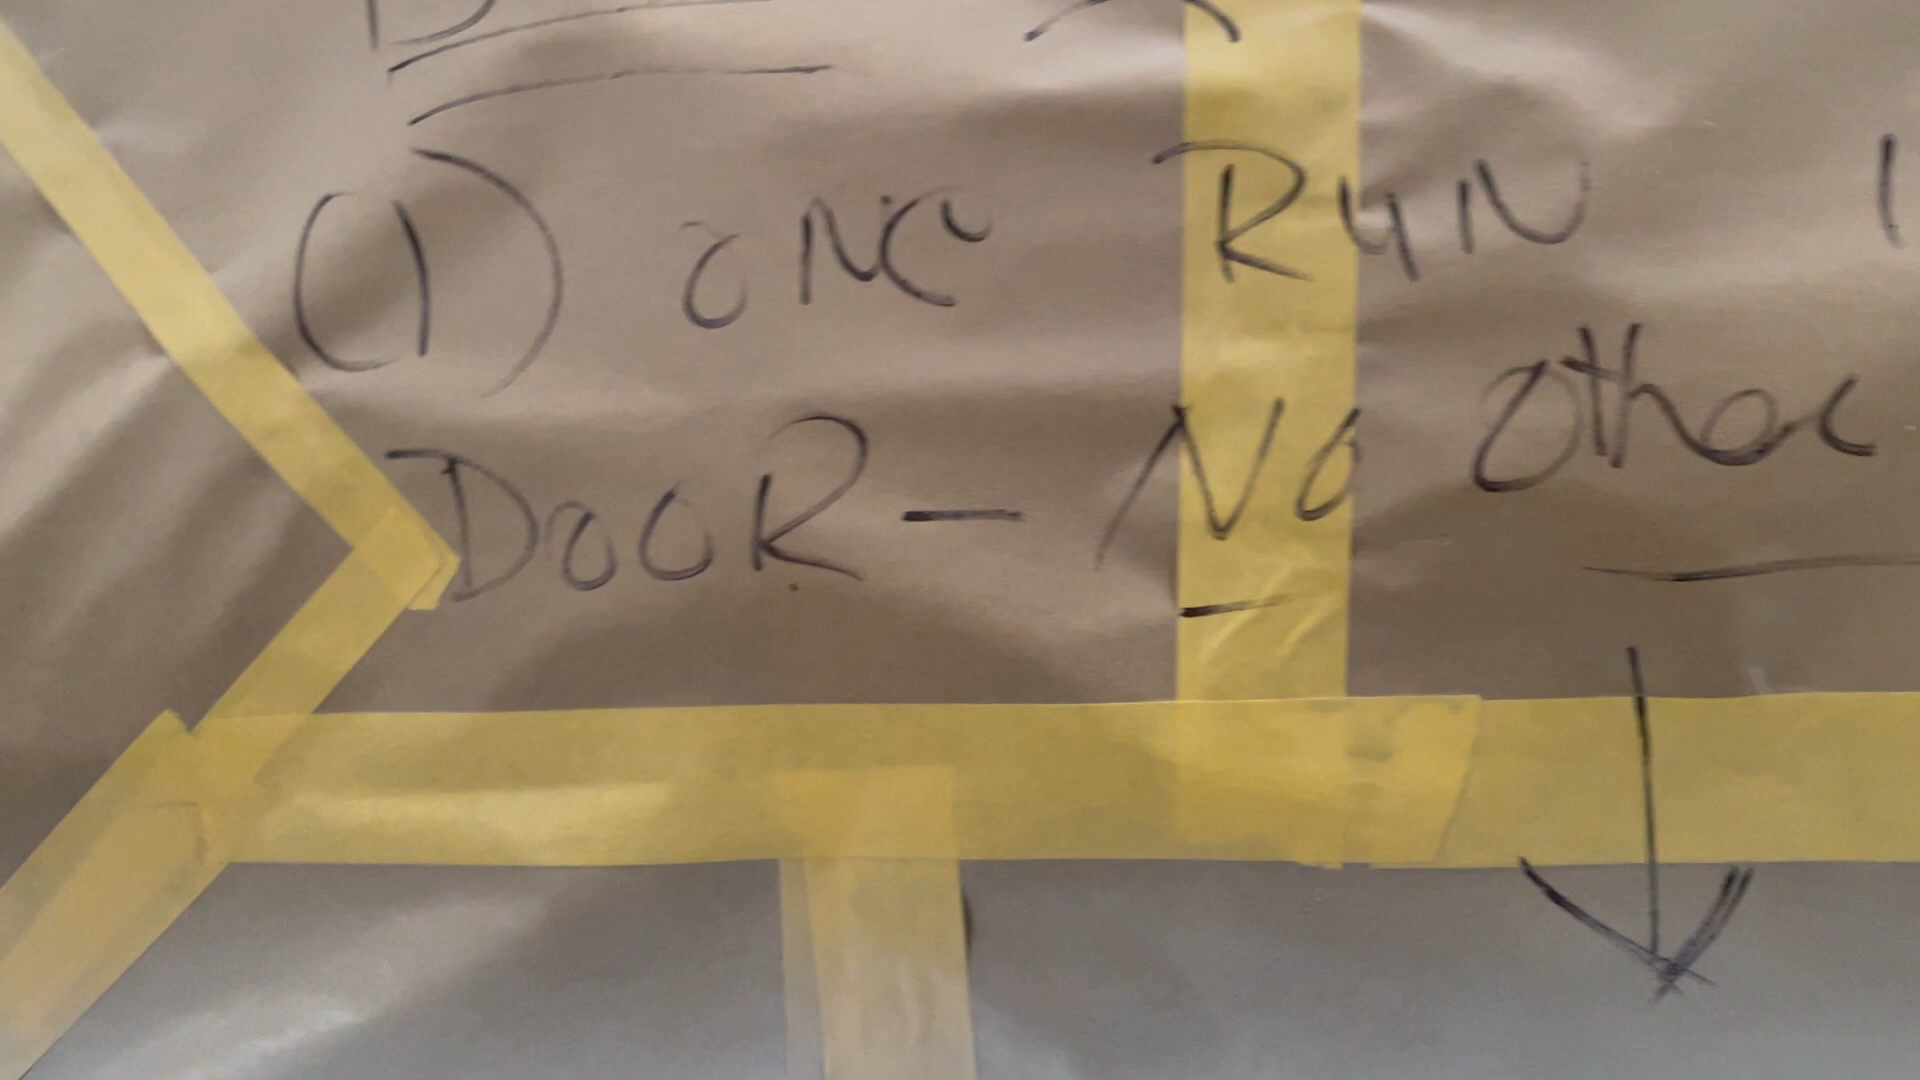 (1) ONE RUN
DOOR - NO Other